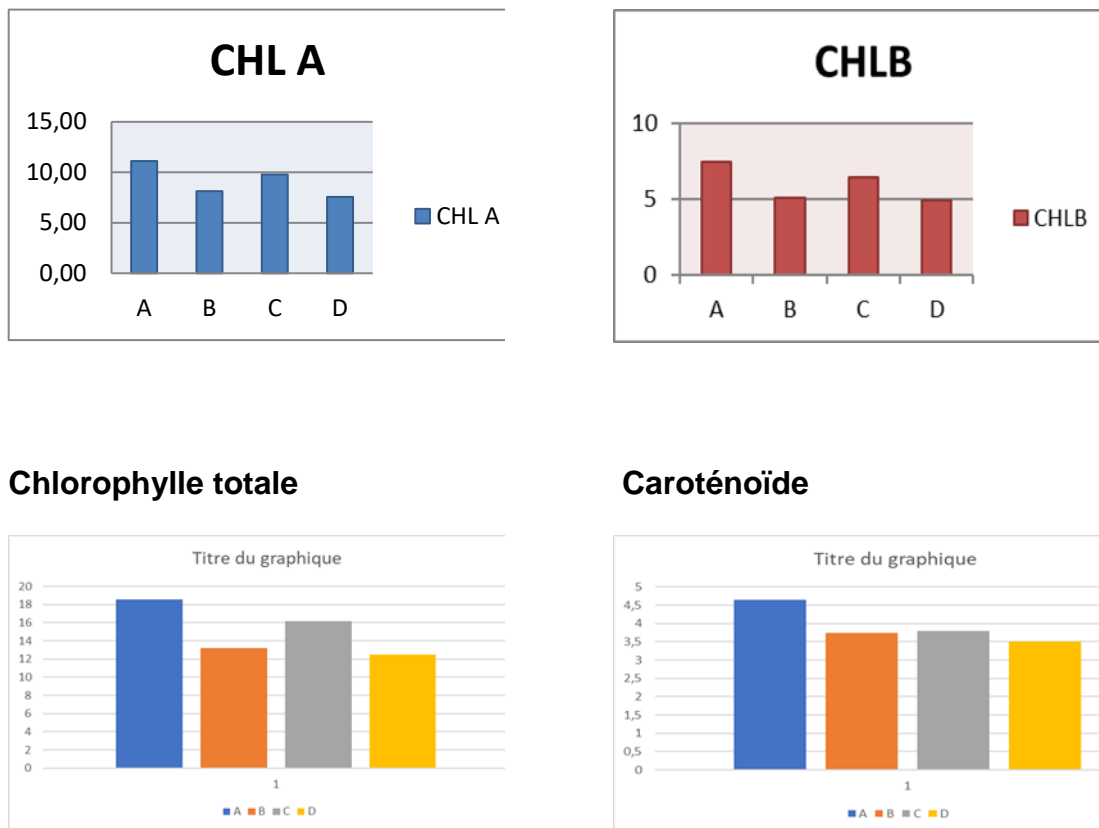 CHL A
15,00
10,00
5,00
0,00
A B C D
CHL A
CHLB
10
5
0
A B C D
CHLB
Chlorophylle totale
Titre du graphique
20
18
16
14
12
10
8
6
4
2
0
1
A B C D
Caroténoïde
Titre du graphique
5
4,5
4
3,5
3
2,5
2
1,5
1
0,5
0
1
A B C D